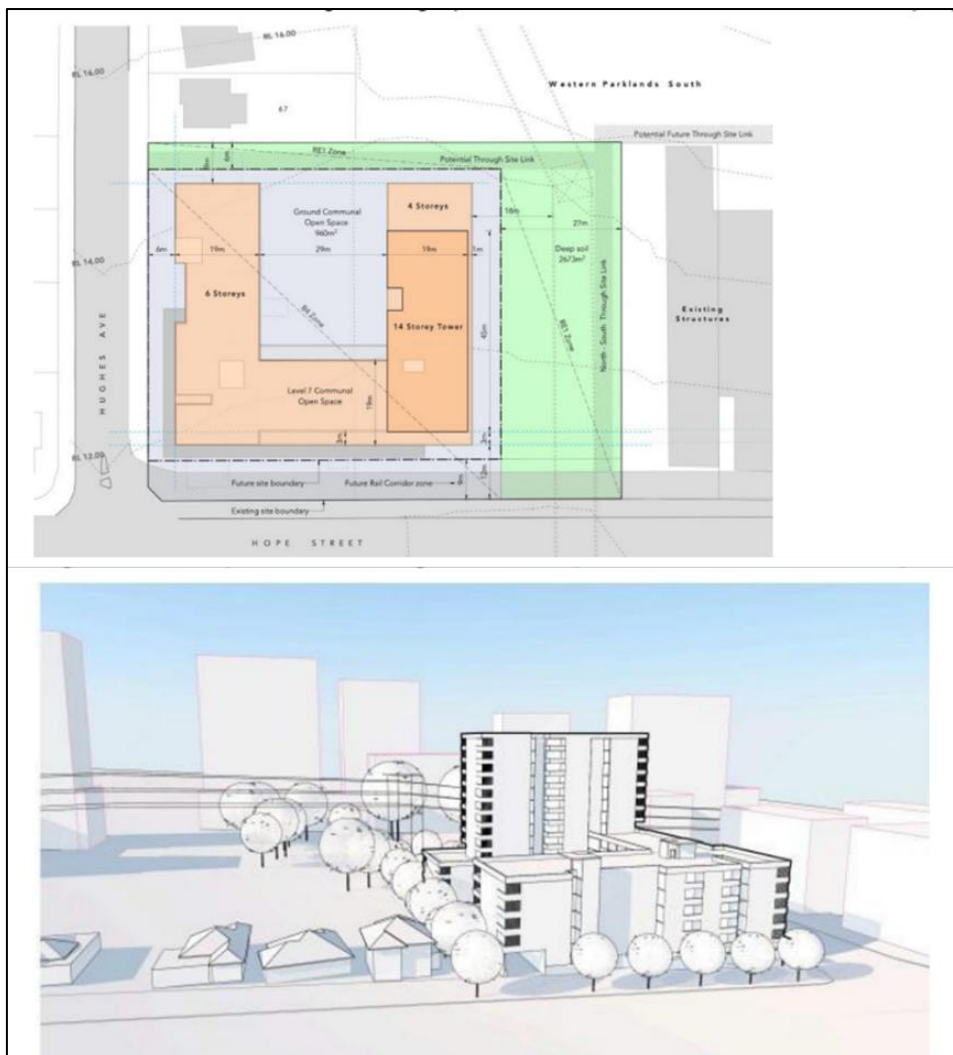 RL 16.00
RL 16.00
Western Parklands South
67
Potential Future Through Site Link
RE1 Zone
Potential Through Site Link
8m
6m
4 Storeys
Ground Communal
Open Space
960m²
16m
27m
6m
19m
29m
19m
1m
Deep soil
2673m²
RL 14.00
6 Storeys
B4 Zone
14 Storey Tower
45m
RE1 Zone
North - South Through Site Link
Existing
Structures
HUGHES AVE
Level 7 Communal
Open Space
19m
3m
3m
RL 12.00
Future site boundary
Future Rail Corridor zone
9m
12m
Existing site boundary
HOPE STREET